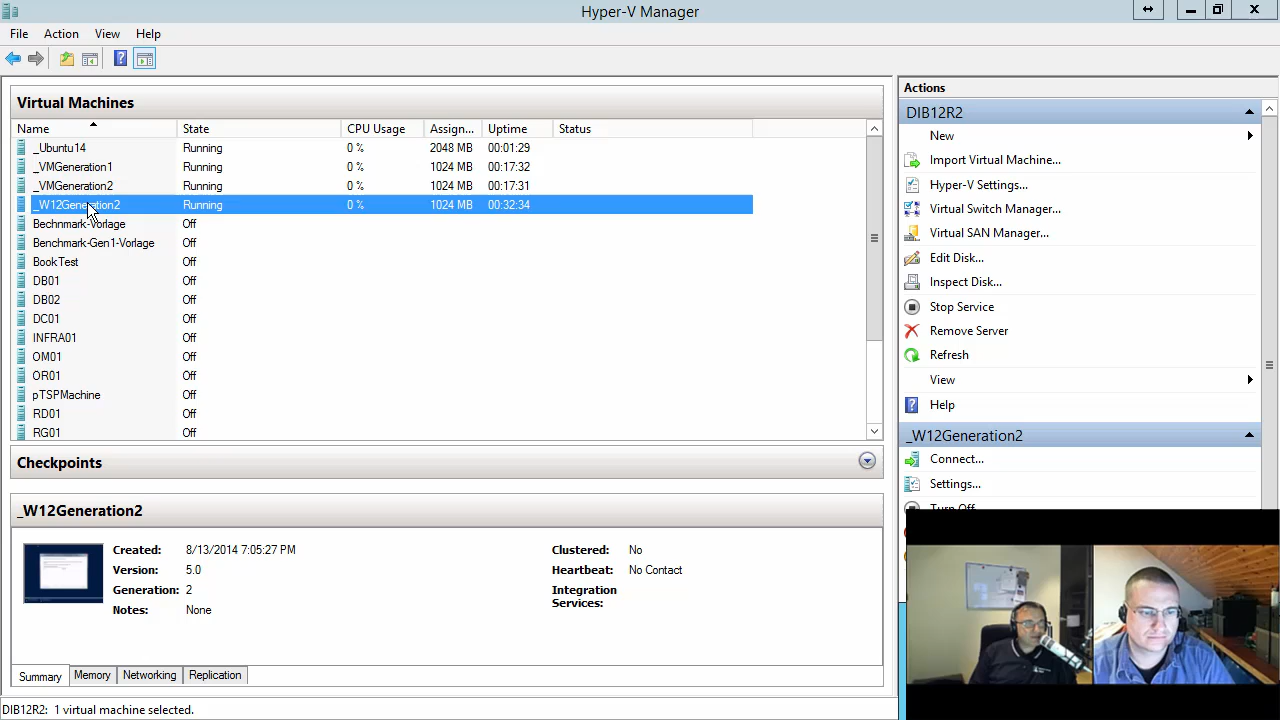 Hyper-V Manager
File Action View Help
Virtual Machines
Name State CPU Usage Assign... Uptime Status
_Ubuntu14 Running 0 % 2048 MB 00:01:29
_VMGeneration1 Running 0 % 1024 MB 00:17:32
_VMGeneration2 Running 0 % 1024 MB 00:17:31
_W12Generation2 Running 0 % 1024 MB 00:32:34
Bechnmark-Vorlage Off
Benchmark-Gen1-Vorlage Off
BookTest Off
DB01 Off
DB02 Off
DC01 Off
INFRA01 Off
OM01 Off
OR01 Off
pTSPMachine Off
RD01 Off
RG01 Off
Checkpoints
_W12Generation2
Created: 8/13/2014 7:05:27 PM
Version: 5.0
Generation: 2
Notes: None
Clustered: No
Heartbeat: No Contact
Integration
Services:
Summary Memory Networking Replication
DIB12R2: 1 virtual machine selected.
Actions
DIB12R2
New
Import Virtual Machine...
Hyper-V Settings...
Virtual Switch Manager...
Virtual SAN Manager...
Edit Disk...
Inspect Disk...
Stop Service
Remove Server
Refresh
View
Help
_W12Generation2
Connect...
Settings...
Turn Off...